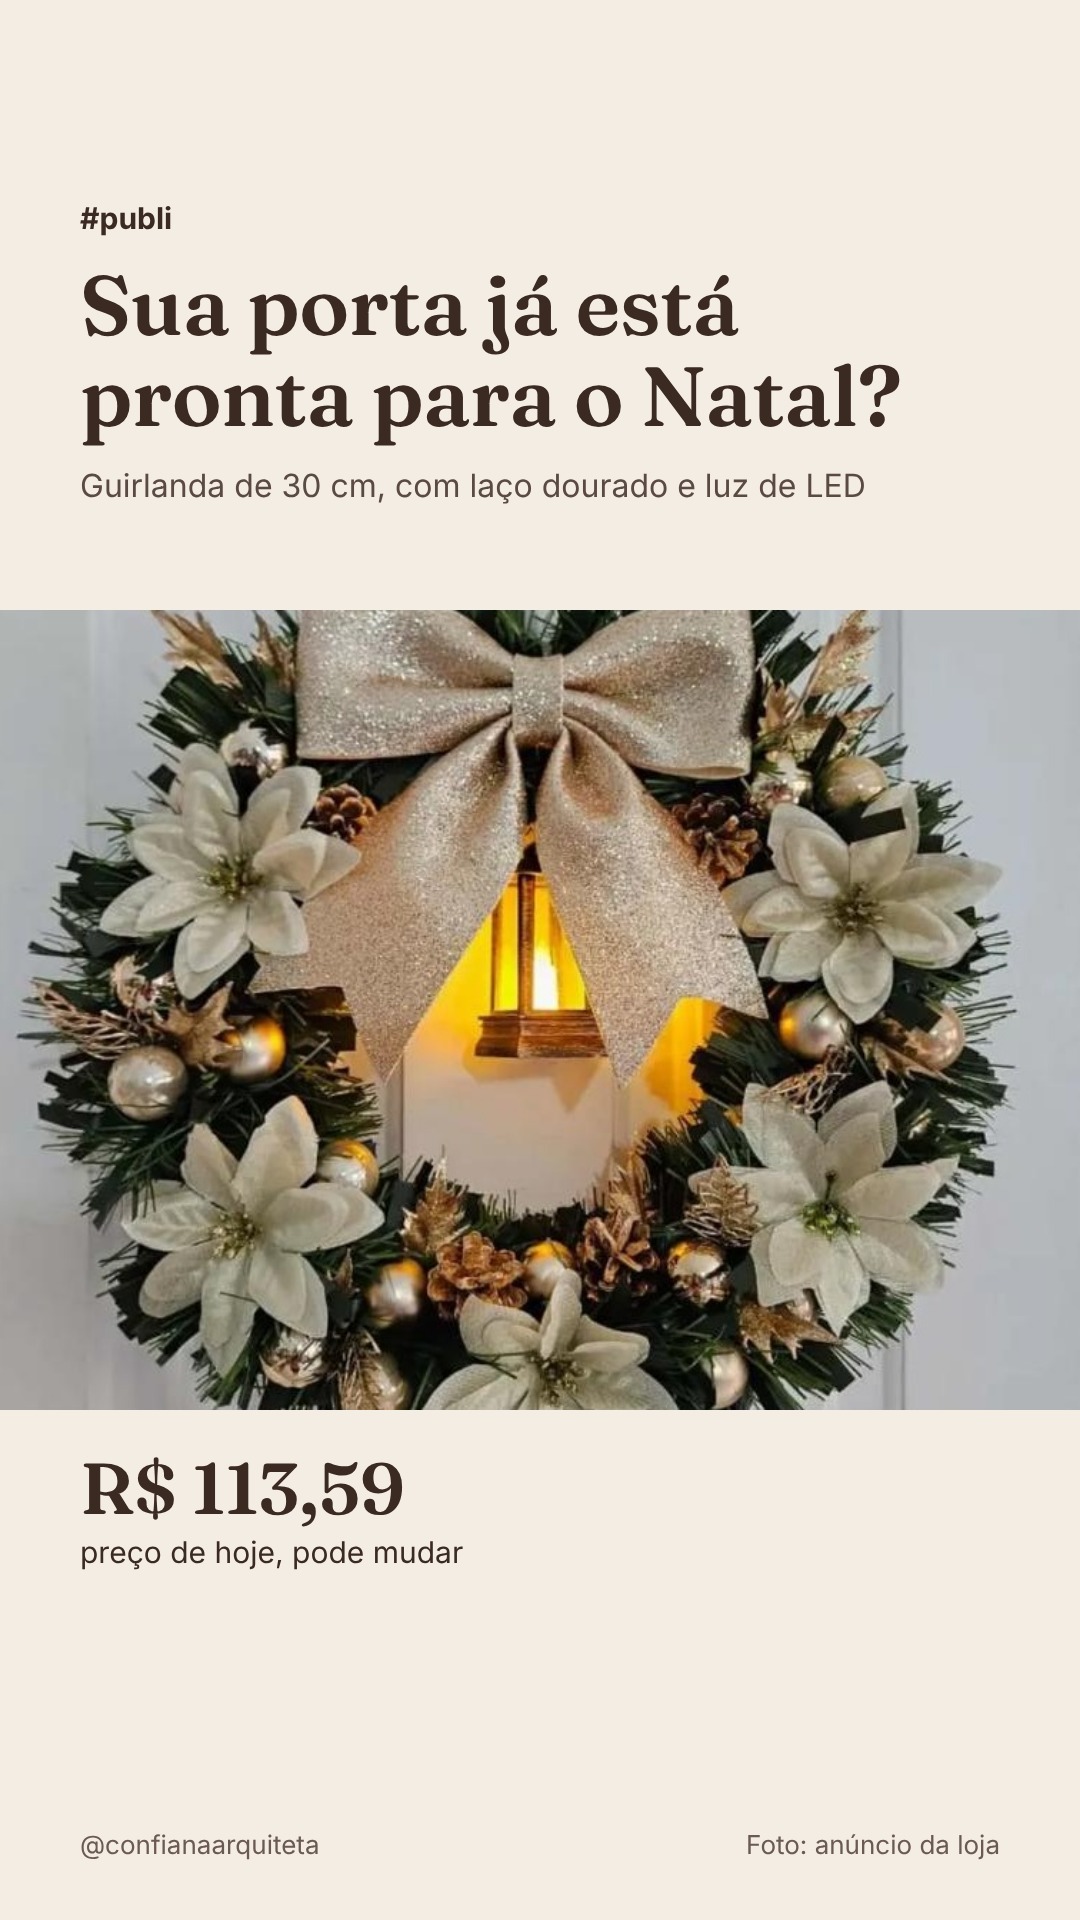 #publi
Sua porta já está
pronta para o Natal?
Guirlanda de 30 cm, com laço dourado e luz de LED
R$ 113,59
preço de hoje, pode mudar
@confianaarquiteta
Foto: anúncio da loja